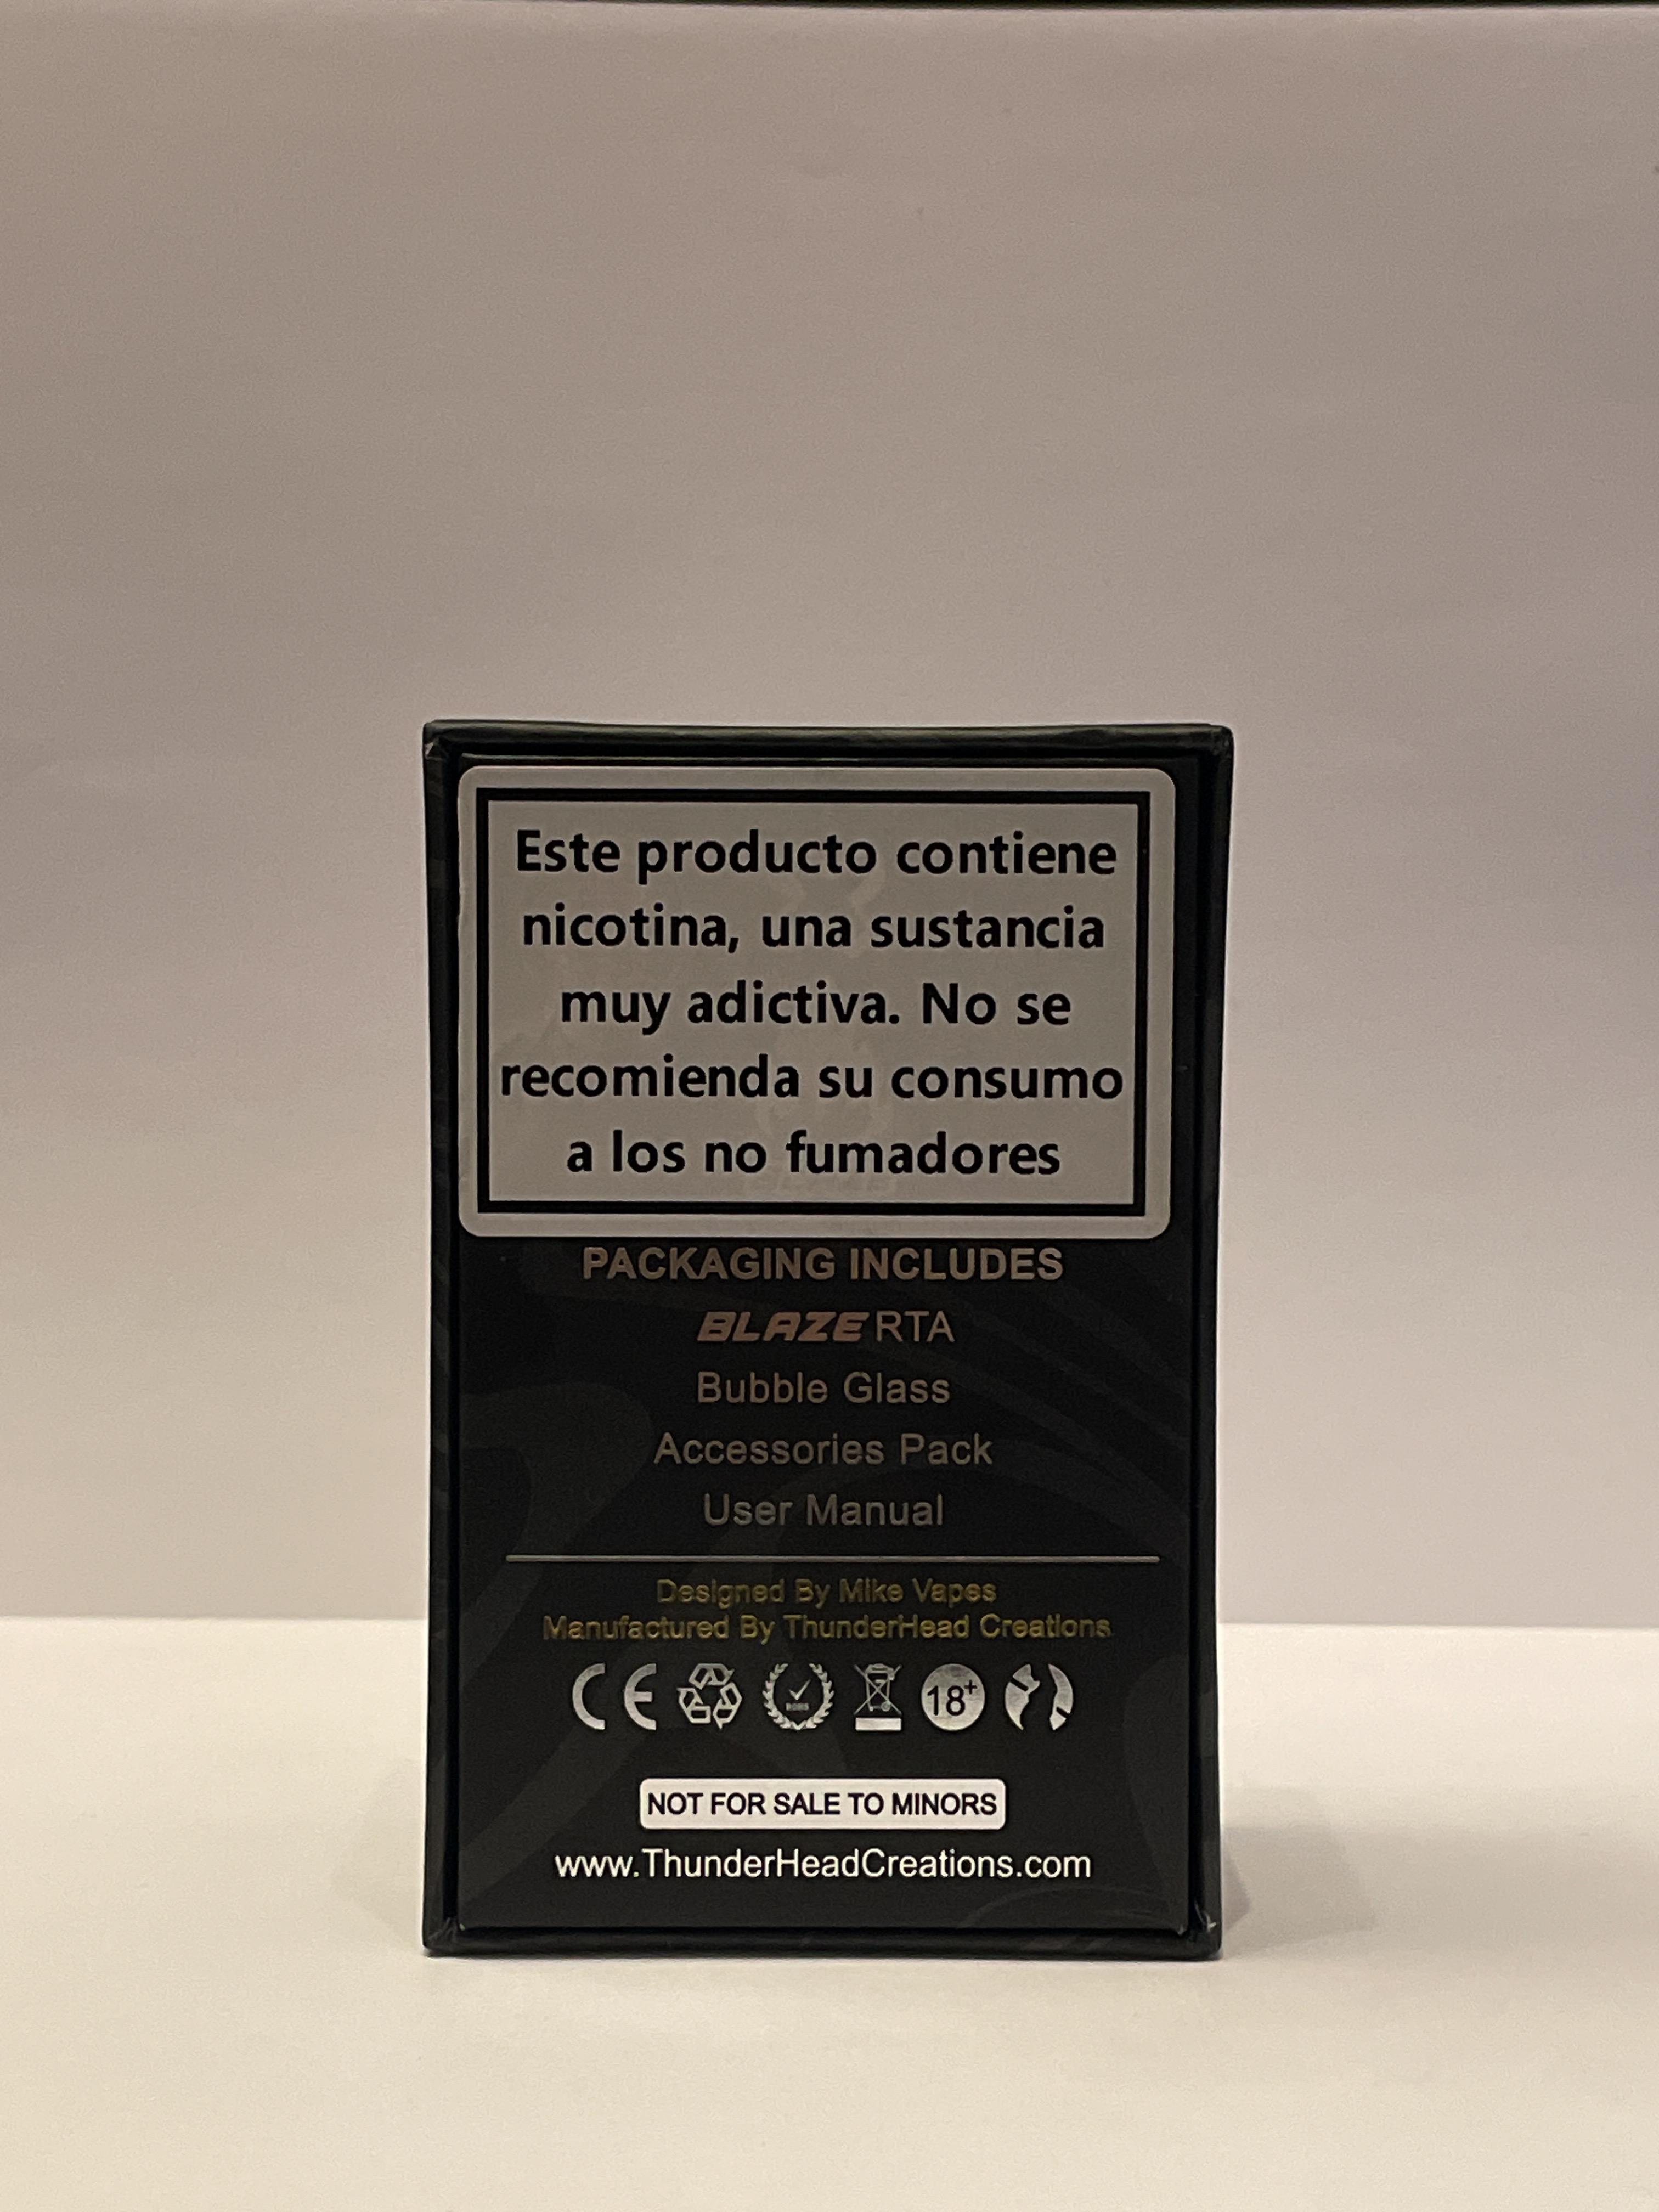 Este producto contiene
nicotina, una sustancia
muy adictiva. No se
recomienda su consumo
a los no fumadores
PACKAGING INCLUDES
BLAZE RTA
Bubble Glass
Accessories Pack
User Manual
Designed By Mike Vapes
Manufactured By ThunderHead Creations
CE ROHS 18+
NOT FOR SALE TO MINORS
www.ThunderHeadCreations.com